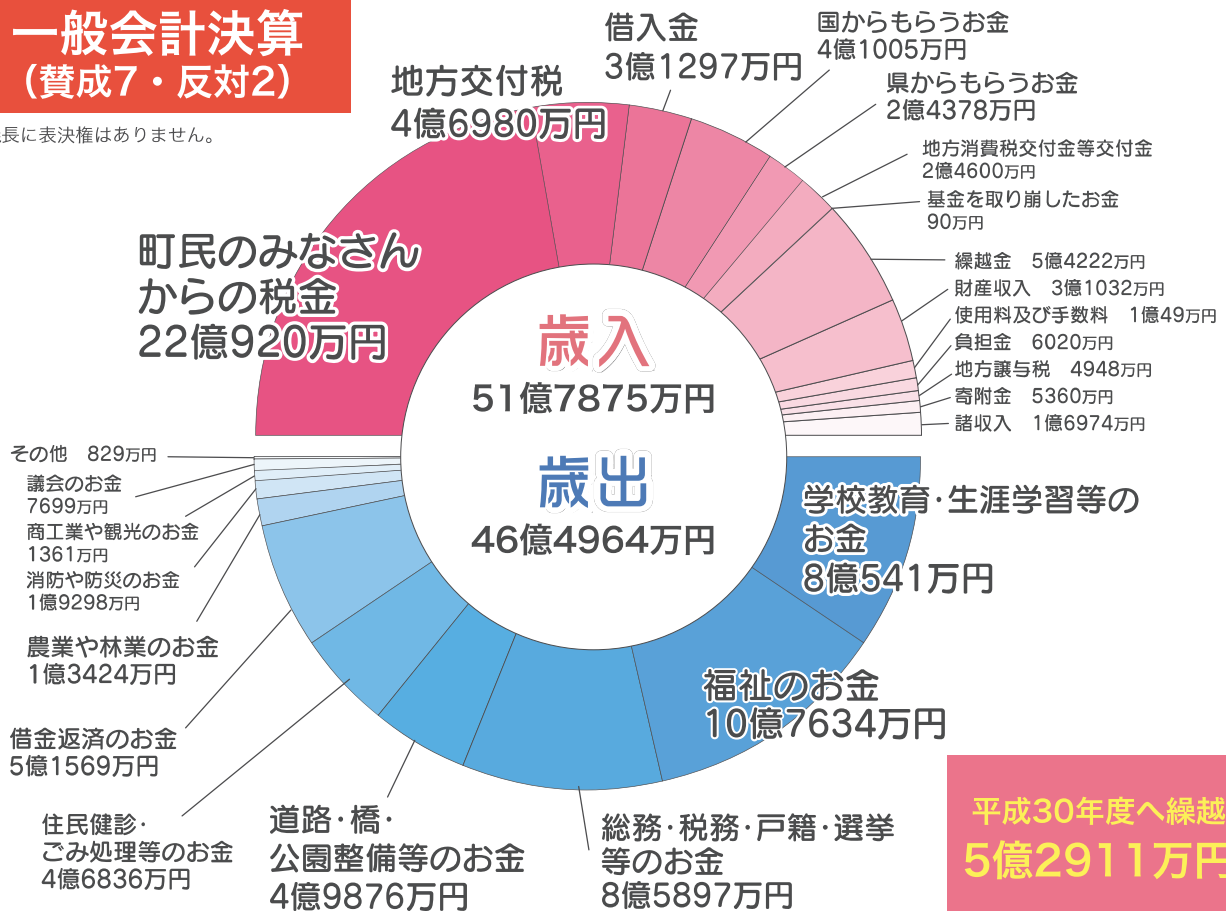 一般会計決算
（賛成7・反対2）
長に表決権はありません。
地方交付税
4億6980万円
借入金
3億1297万円
国からもらうお金
4億1005万円
県からもらうお金
2億4378万円
地方消費税交付金等交付金
2億4600万円
基金を取り崩したお金
90万円
繰越金　5億4222万円
財産収入　3億1032万円
使用料及び手数料　1億49万円
負担金　6020万円
地方譲与税　4948万円
寄附金　5360万円
諸収入　1億6974万円
町民のみなさん
からの税金
22億920万円
歳入
51億7875万円
歳出
46億4964万円
その他　829万円
議会のお金
7699万円
商工業や観光のお金
1361万円
消防や防災のお金
1億9298万円
農業や林業のお金
1億3424万円
借金返済のお金
5億1569万円
住民健診・
ごみ処理等のお金
4億6836万円
道路・橋・
公園整備等のお金
4億9876万円
総務・税務・戸籍・選挙
等のお金
8億5897万円
福祉のお金
10億7634万円
学校教育・生涯学習等の
お金
8億541万円
平成30年度へ繰越
5億2911万円